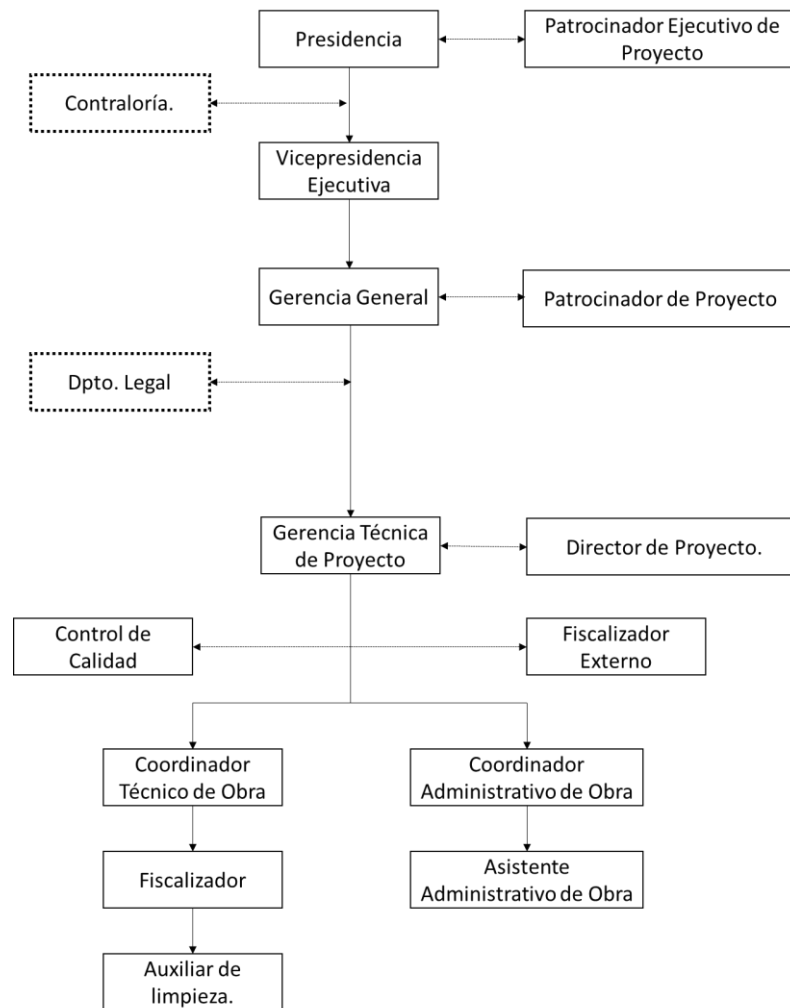 Presidencia
Patrocinador Ejecutivo de
Proyecto
Contraloría.
Vicepresidencia
Ejecutiva
Gerencia General
Patrocinador de Proyecto
Dpto. Legal
Gerencia Técnica
de Proyecto
Director de Proyecto.
Control de
Calidad
Fiscalizador
Externo
Coordinador
Técnico de Obra
Coordinador
Administrativo de Obra
Fiscalizador
Asistente
Administrativo de Obra
Auxiliar de
limpieza.